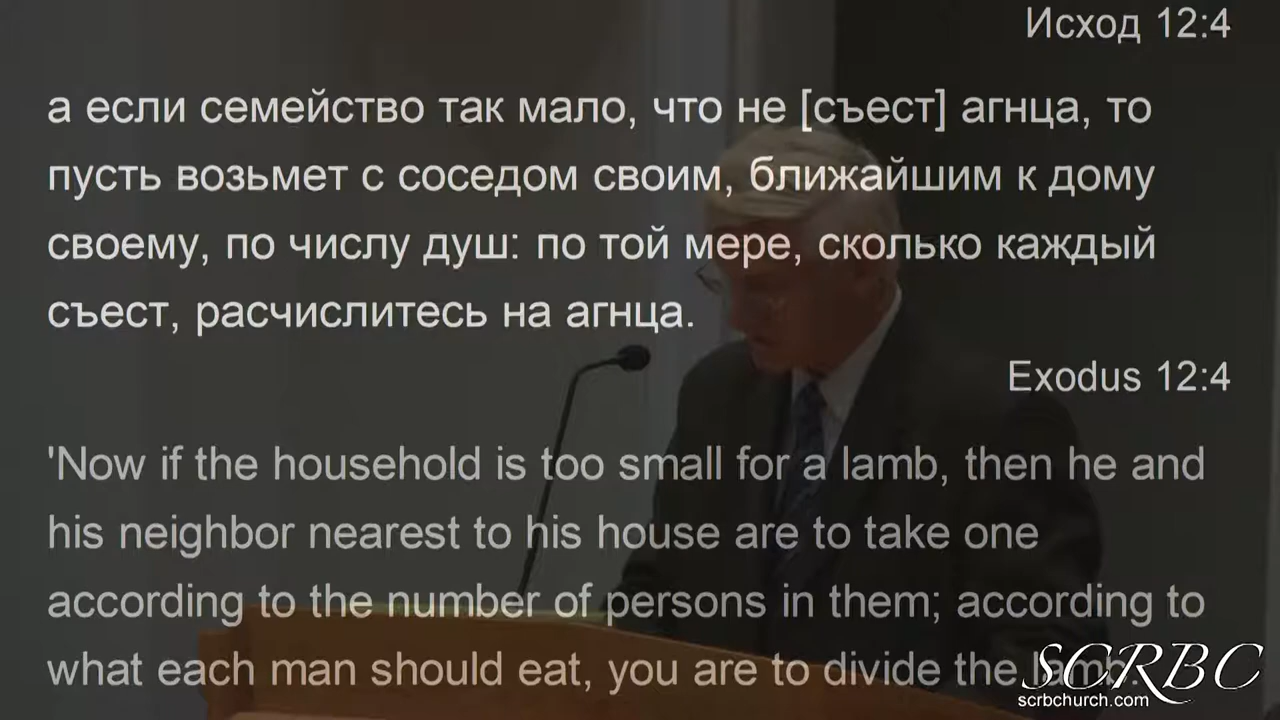 Исход 12:4
а если семейство так мало, что не [съест] агнца, то
пусть возьмет с соседом своим, ближайшим к дому
своему, по числу душ: по той мере, сколько каждый
съест, расчислитесь на агнца.
Exodus 12:4
'Now if the household is too small for a lamb, then he and
his neighbor nearest to his house are to take one
according to the number of persons in them; according to
what each man should eat, you are to divide the lamb.
SCRBC
scrbchurch.com